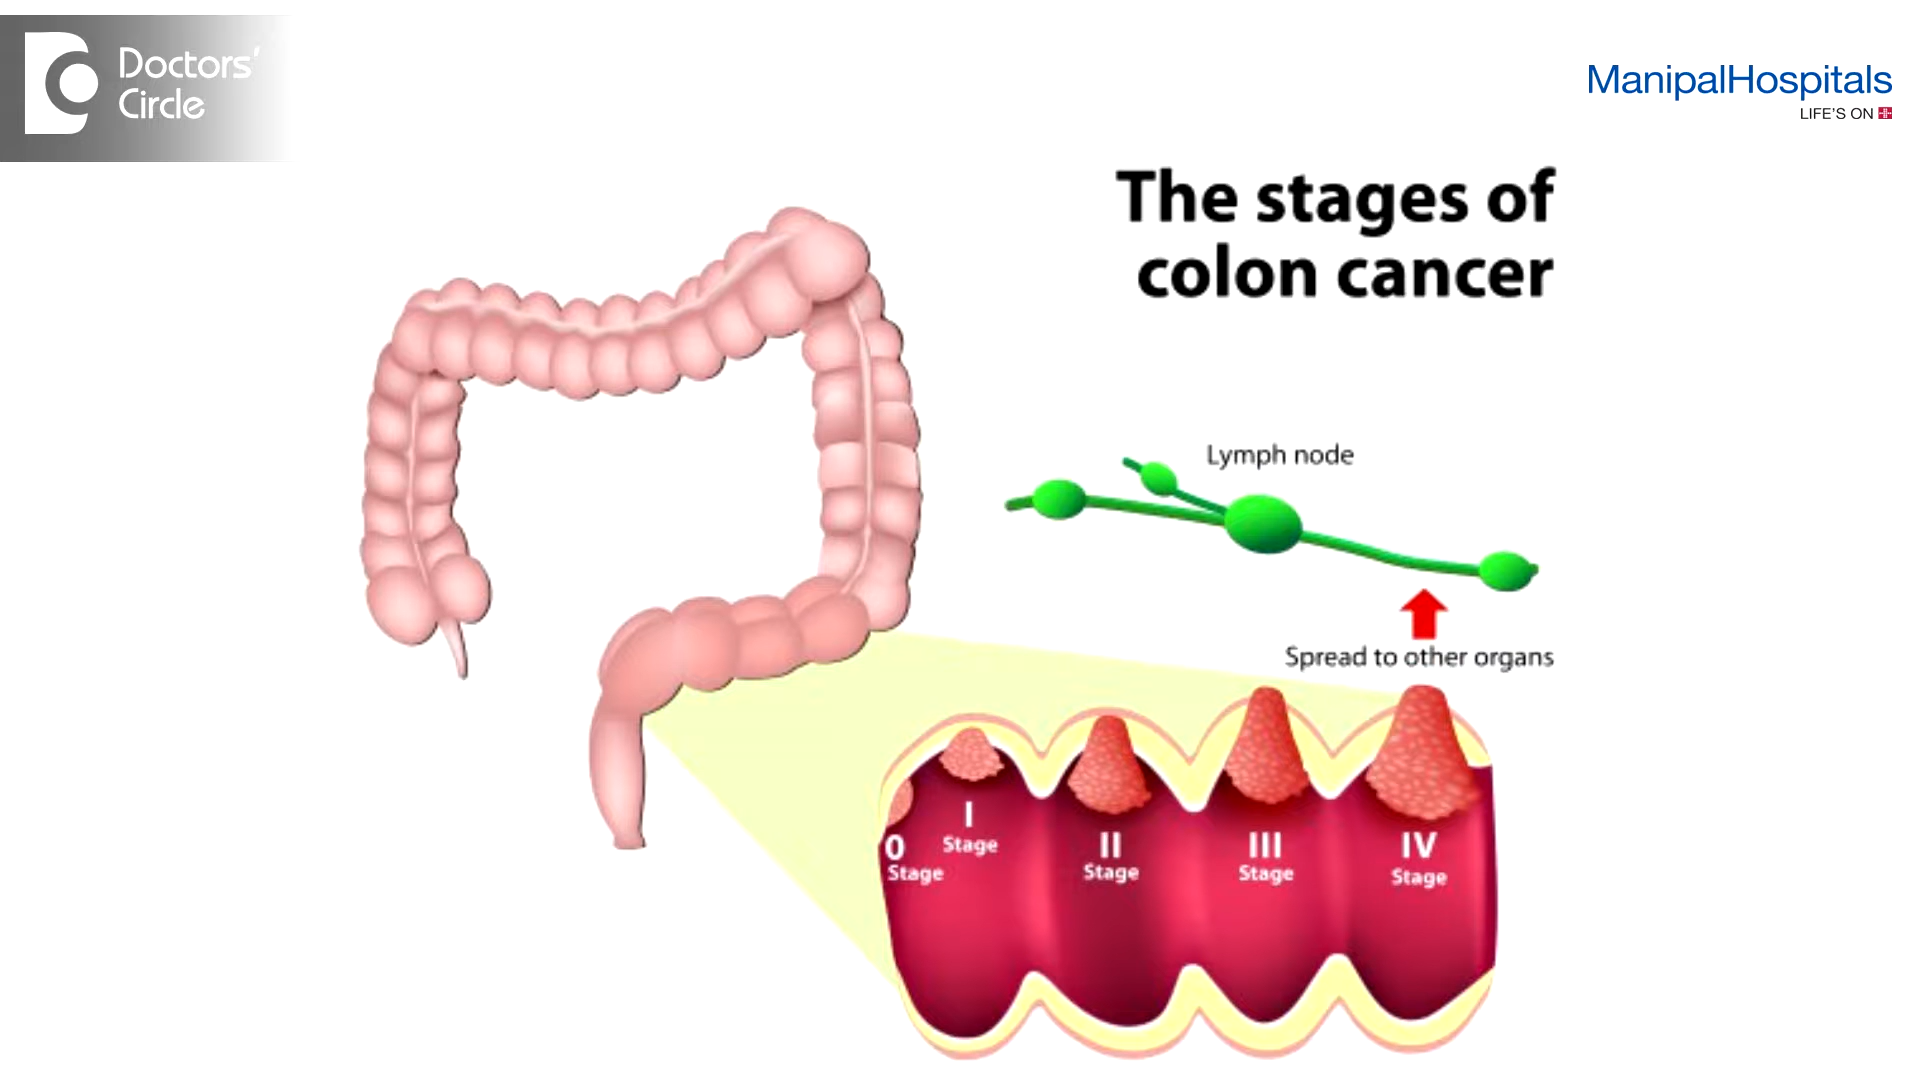 Doctors'
Circle
ManipalHospitals
LIFE'S ON
The stages of
colon cancer
Lymph node
Spread to other organs
0
Stage
I
Stage
II
Stage
III
Stage
IV
Stage